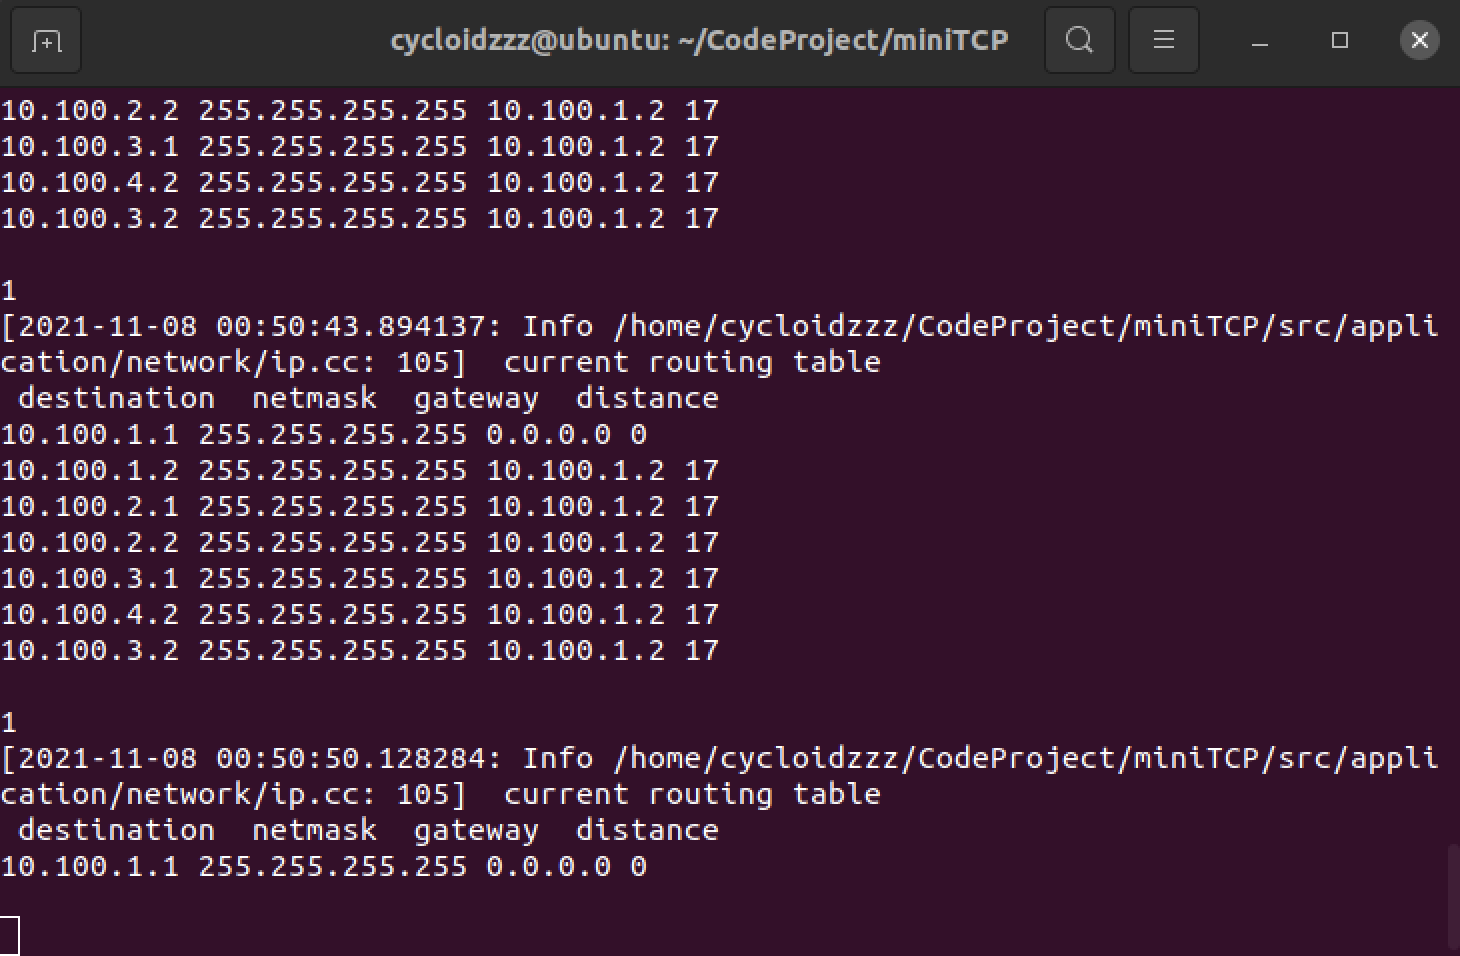 cycloidzzz@ubuntu: ~/CodeProject/miniTCP
10.100.2.2 255.255.255.255 10.100.1.2 17
10.100.3.1 255.255.255.255 10.100.1.2 17
10.100.4.2 255.255.255.255 10.100.1.2 17
10.100.3.2 255.255.255.255 10.100.1.2 17
1
[2021-11-08 00:50:43.894137: Info /home/cycloidzzz/CodeProject/miniTCP/src/appli
cation/network/ip.cc: 105]  current routing table
 destination  netmask  gateway  distance
10.100.1.1 255.255.255.255 0.0.0.0 0
10.100.1.2 255.255.255.255 10.100.1.2 17
10.100.2.1 255.255.255.255 10.100.1.2 17
10.100.2.2 255.255.255.255 10.100.1.2 17
10.100.3.1 255.255.255.255 10.100.1.2 17
10.100.4.2 255.255.255.255 10.100.1.2 17
10.100.3.2 255.255.255.255 10.100.1.2 17
1
[2021-11-08 00:50:50.128284: Info /home/cycloidzzz/CodeProject/miniTCP/src/appli
cation/network/ip.cc: 105]  current routing table
 destination  netmask  gateway  distance
10.100.1.1 255.255.255.255 0.0.0.0 0